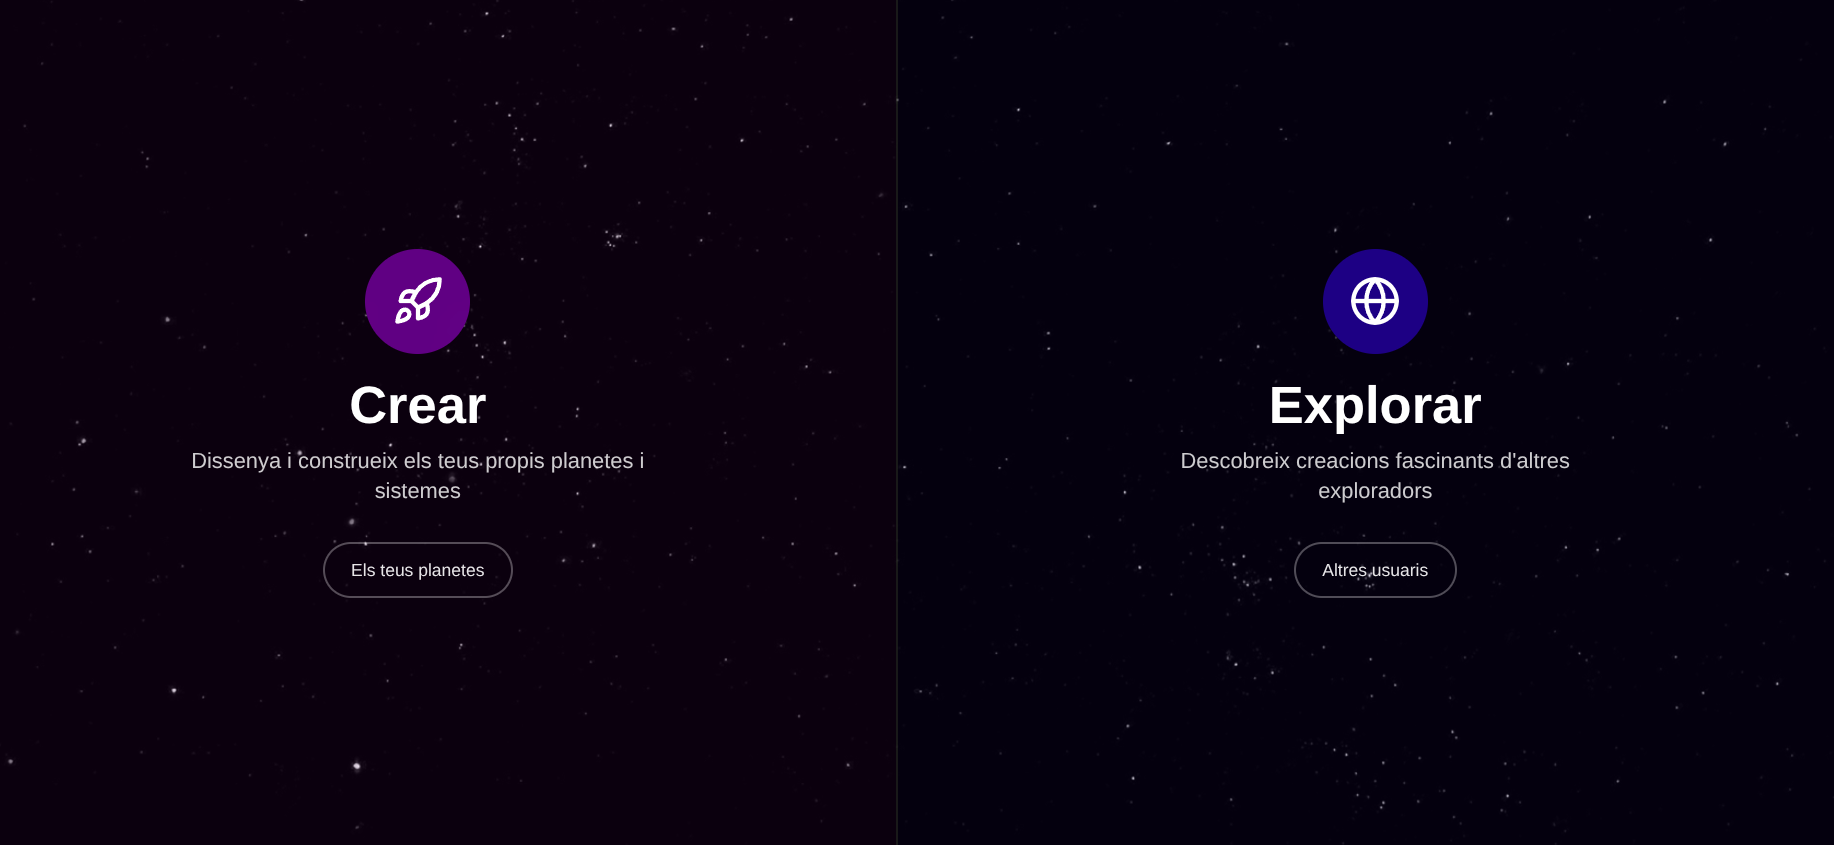 Crear
Dissenya i construeix els teus propis planetes i
sistemes
Els teus planetes
Explorar
Descobreix creacions fascinants d'altres
exploradors
Altres usuaris